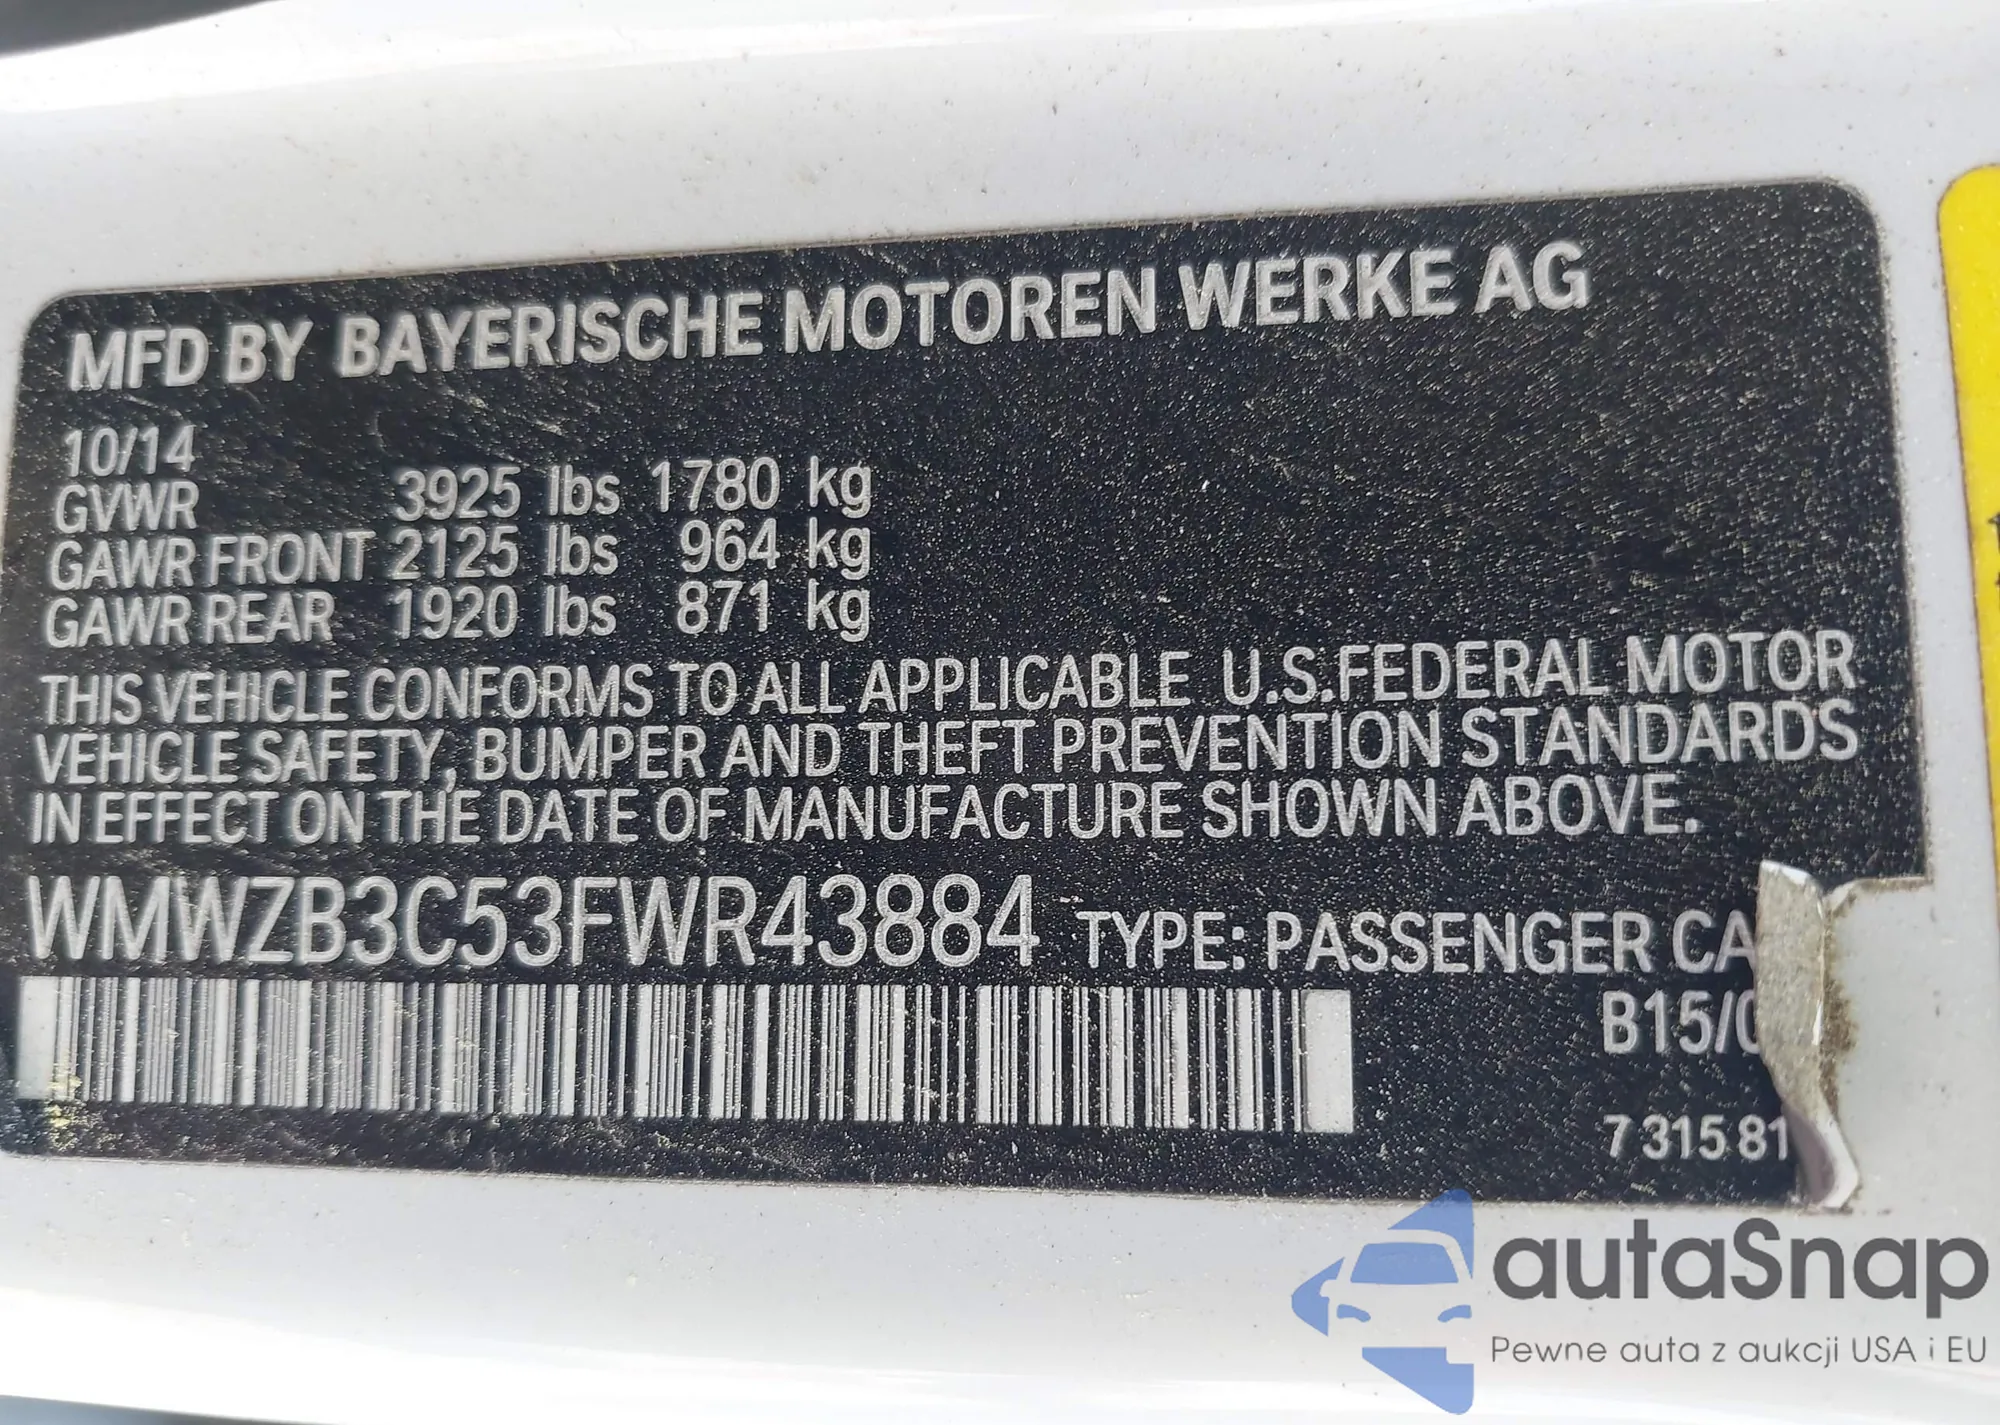 MFD BY BAYERISCHE MOTOREN WERKE AG
10/14
GVWR 3925 lbs 1780 kg
GAWR FRONT 2125 lbs 964 kg
GAWR REAR 1920 lbs 871 kg
THIS VEHICLE CONFORMS TO ALL APPLICABLE U.S.FEDERAL MOTOR
VEHICLE SAFETY, BUMPER AND THEFT PREVENTION STANDARDS
IN EFFECT ON THE DATE OF MANUFACTURE SHOWN ABOVE.
WMWZB3C53FWR43884 TYPE: PASSENGER CA
B15/
7 315 81
autaSnap
Pewne auta z aukcji USA i EU